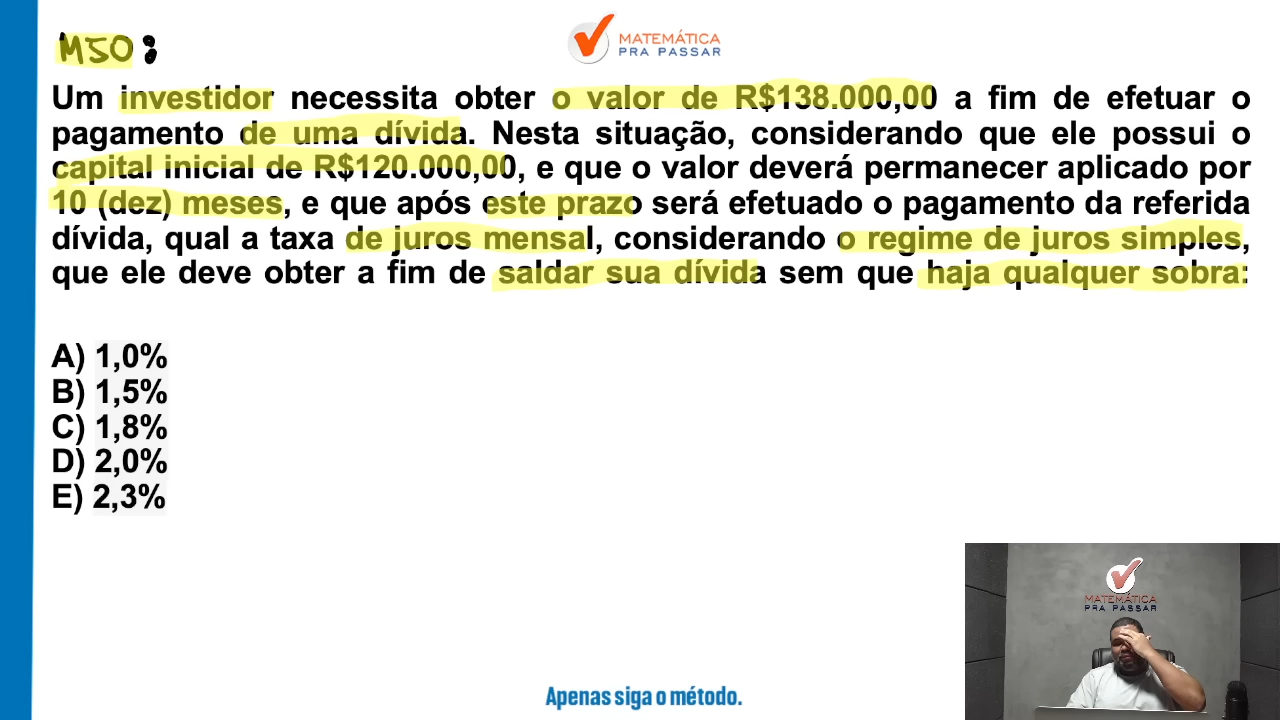 M50:
MATEMÁTICA
PRA PASSAR
Um investidor necessita obter o valor de R$138.000,00 a fim de efetuar o
pagamento de uma dívida. Nesta situação, considerando que ele possui o
capital inicial de R$120.000,00, e que o valor deverá permanecer aplicado por
10 (dez) meses, e que após este prazo será efetuado o pagamento da referida
dívida, qual a taxa de juros mensal, considerando o regime de juros simples,
que ele deve obter a fim de saldar sua dívida sem que haja qualquer sobra:
A) 1,0%
B) 1,5%
C) 1,8%
D) 2,0%
E) 2,3%
MATEMÁTICA
PRA PASSAR
Apenas siga o método.